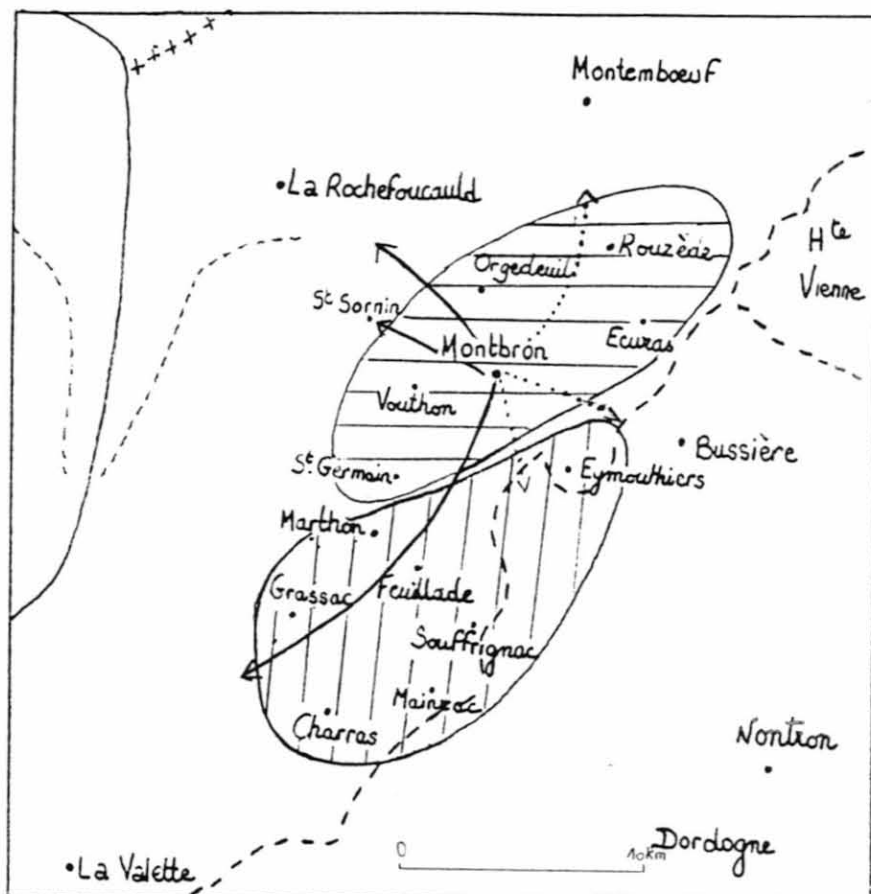 Montembœuf
La Rochefoucauld
Hte
Vienne
Rouzède
Orgedeuil
St Sornin
Ecuras
Montbron
Vouthon
Bussière
St Germain
Eymouthiers
Marthon
Grassac
Feuillade
Souffrignac
Mainzac
Charras
Nontron
Dordogne
0
10km
La Valette